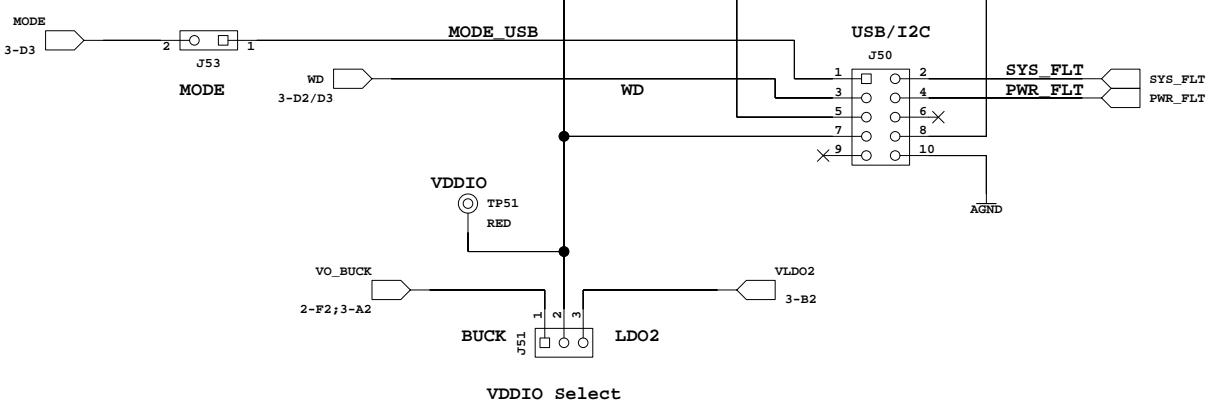 MODE
3-D3
2
1
J53
MODE
MODE_USB
WD
3-D2/D3
WD
USB/I2C
J50
1
2
3
4
5
6
7
8
9
10
SYS_FLT
PWR_FLT
SYS_FLT
PWR_FLT
AGND
VDDIO
TP51
RED
VO_BUCK
2-F2;3-A2
VLDO2
3-B2
1
2
3
BUCK
J51
LDO2
VDDIO Select